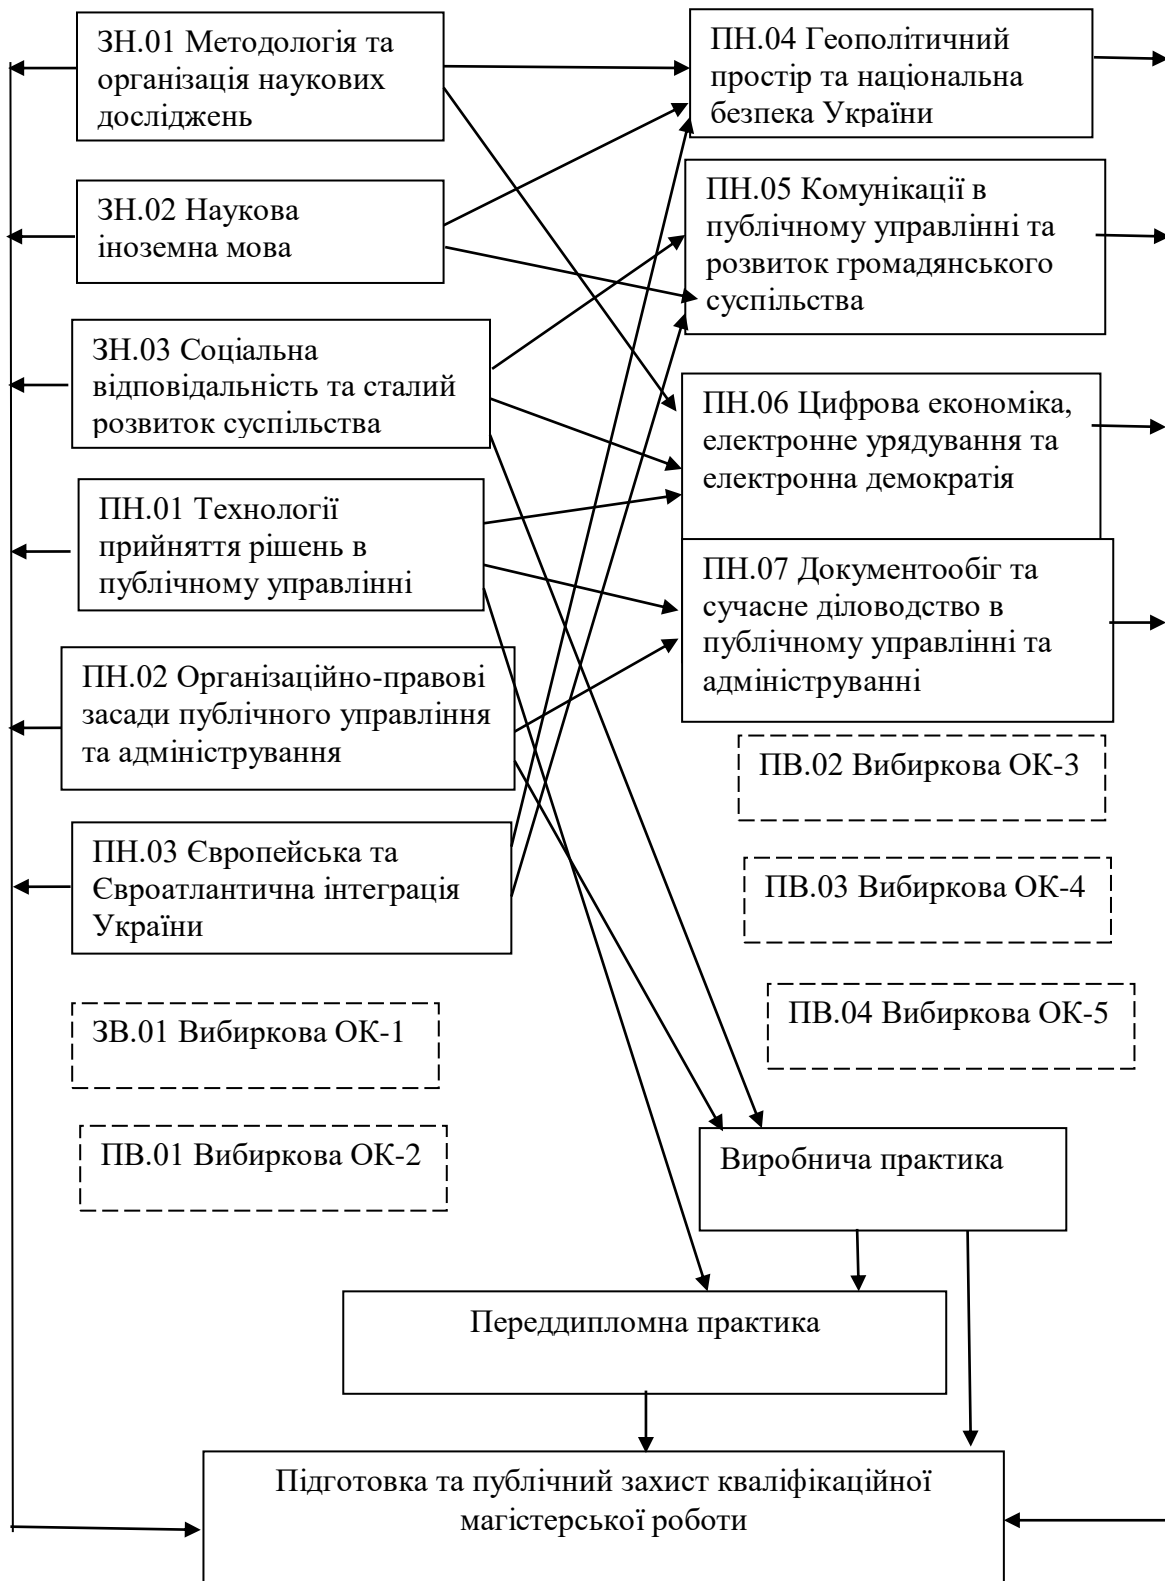 ЗН.01 Методологія та
організація наукових
досліджень
ЗН.02 Наукова
іноземна мова
ЗН.03 Соціальна
відповідальність та сталий
розвиток суспільства
ПН.01 Технології
прийняття рішень в
публічному управлінні
ПН.02 Організаційно-правові
засади публічного управління
та адміністрування
ПН.03 Європейська та
Євроатлантична інтеграція
України
ЗВ.01 Вибиркова ОК-1
ПВ.01 Вибиркова ОК-2
ПН.04 Геополітичний
простір та національна
безпека України
ПН.05 Комунікації в
публічному управлінні та
розвиток громадянського
суспільства
ПН.06 Цифрова економіка,
електронне урядування та
електронна демократія
ПН.07 Документообіг та
сучасне діловодство в
публічному управлінні та
адмініструванні
ПВ.02 Вибиркова ОК-3
ПВ.03 Вибиркова ОК-4
ПВ.04 Вибиркова ОК-5
Виробнича практика
Переддипломна практика
Підготовка та публічний захист кваліфікаційної
магістерської роботи